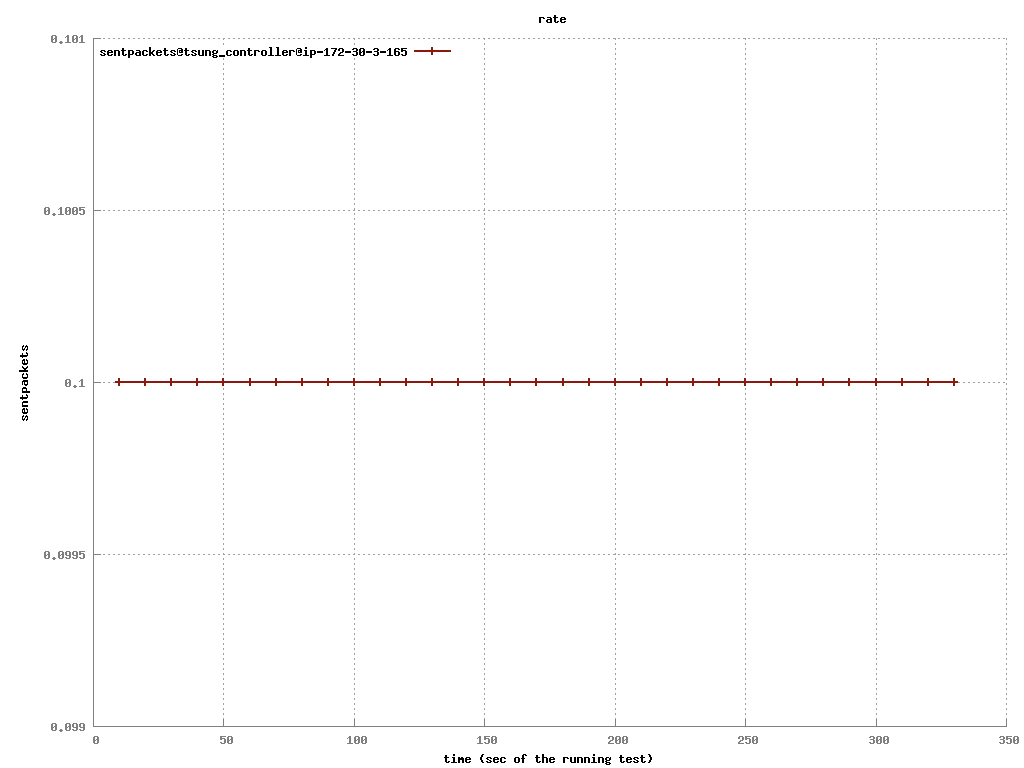 rate
0.101
sentpackets@tsung_controller@ip-172-30-3-165
0.1005
0.1
0.0995
0.099
sentpackets
0 50 100 150 200 250 300 350
time (sec of the running test)